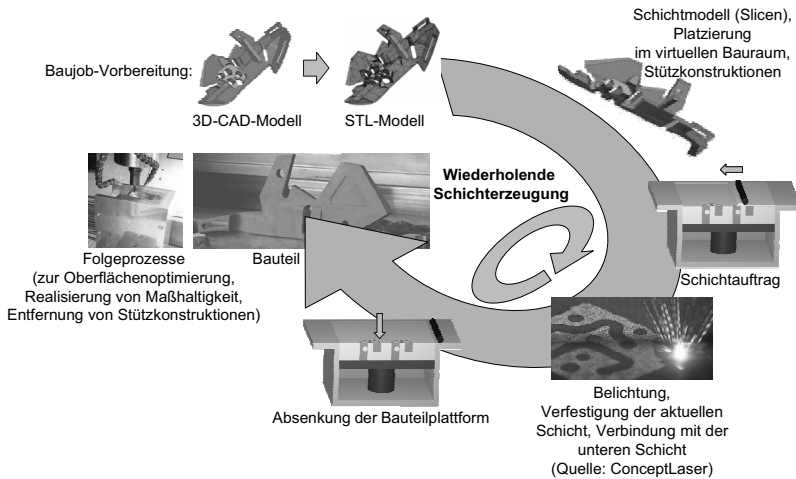 Baujob-Vorbereitung:
3D-CAD-Modell
STL-Modell
Schichtmodell (Slicen),
Platzierung
im virtuellen Bauraum,
Stützkonstruktionen
Wiederholende
Schichterzeugung
Schichtauftrag
Belichtung,
Verfestigung der aktuellen
Schicht, Verbindung mit der
unteren Schicht
(Quelle: ConceptLaser)
Absenkung der Bauteilplattform
Bauteil
Folgeprozesse
(zur Oberflächenoptimierung,
Realisierung von Maßhaltigkeit,
Entfernung von Stützkonstruktionen)